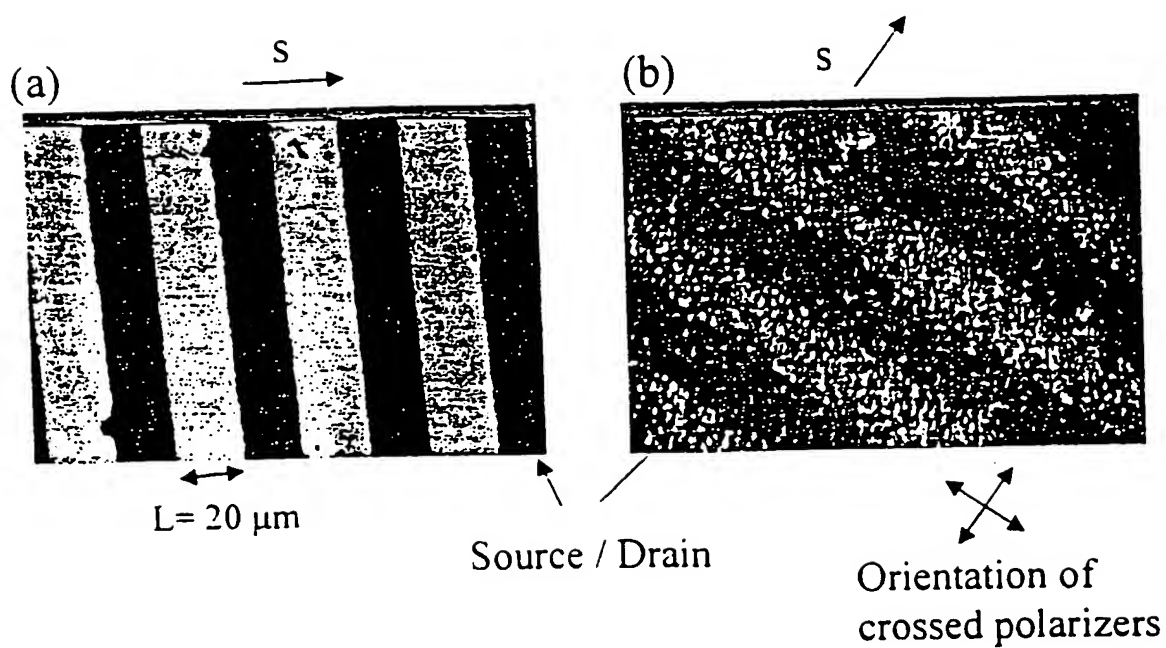 (a)
S
(b)
S
L= 20 μm
Source / Drain
Orientation of
crossed polarizers